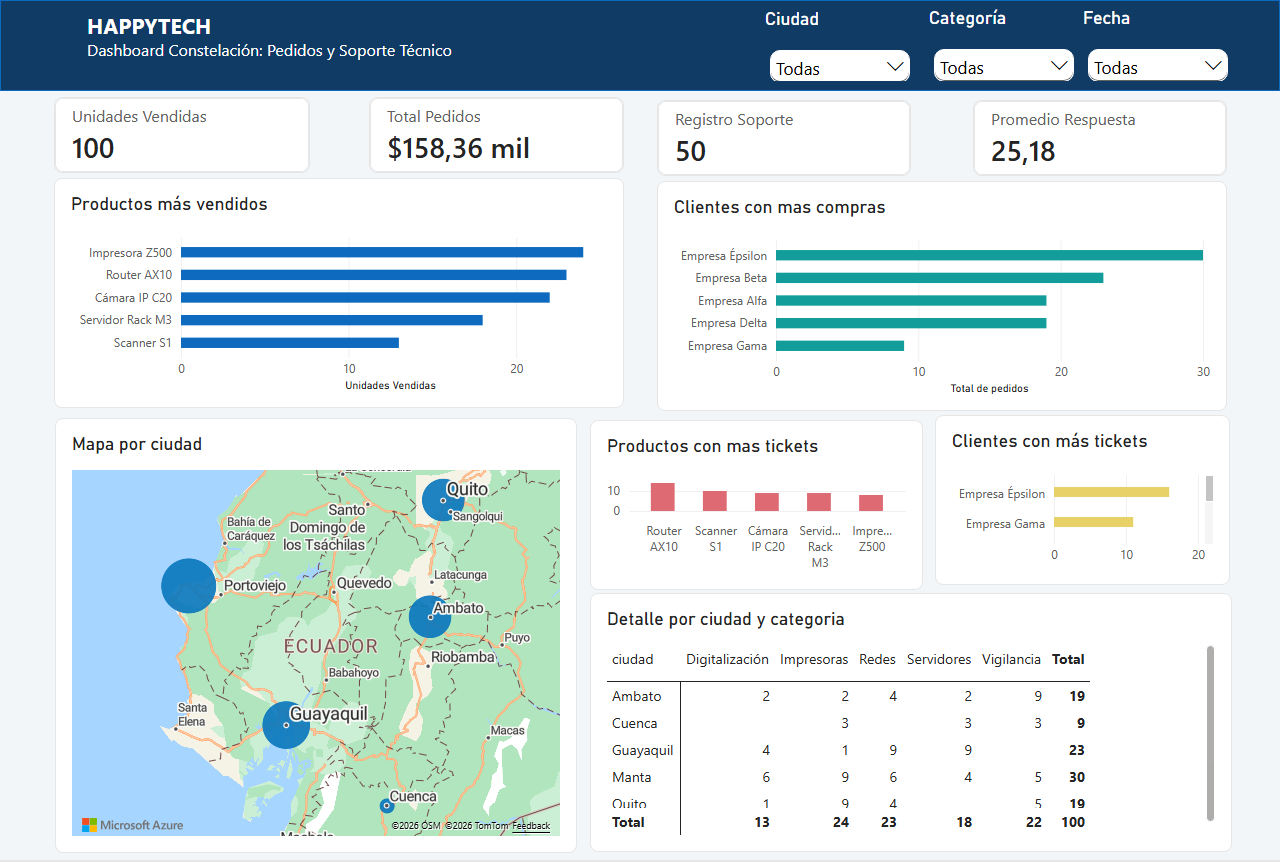 HAPPYTECH
Dashboard Constelación: Pedidos y Soporte Técnico
Ciudad
Categoría
Fecha
Todas
Todas
Todas
Unidades Vendidas
100
Total Pedidos
$158,36 mil
Registro Soporte
50
Promedio Respuesta
25,18
Productos más vendidos
Impresora Z500
Router AX10
Cámara IP C20
Servidor Rack M3
Scanner S1
0 10 20
Unidades Vendidas
Clientes con mas compras
Empresa Épsilon
Empresa Beta
Empresa Alfa
Empresa Delta
Empresa Gama
0 10 20 30
Total de pedidos
Mapa por ciudad
Quito
Sangolquí
Santo
Domingo de
los Tsáchilas
Bahía de
Caráquez
Portoviejo
Quevedo
Latacunga
Ambato
Puyo
ECUADOR
Riobamba
Babahoyo
Santa
Elena
Guayaquil
Macas
Cuenca
Machala
Microsoft Azure
©2026 OSM, ©2026 TomTom Feedback
Productos con mas tickets
10
0
Router
AX10
Scanner
S1
Cámara
IP C20
Servid...
Rack
M3
Impre...
Z500
Clientes con más tickets
Empresa Épsilon
Empresa Gama
0 10 20
Detalle por ciudad y categoria
ciudad Digitalización Impresoras Redes Servidores Vigilancia Total
Ambato 2 2 4 2 9 19
Cuenca 3 3 3 9
Guayaquil 4 1 9 9 23
Manta 6 9 6 4 5 30
Quito 1 9 4 5 19
Total 13 24 23 18 22 100